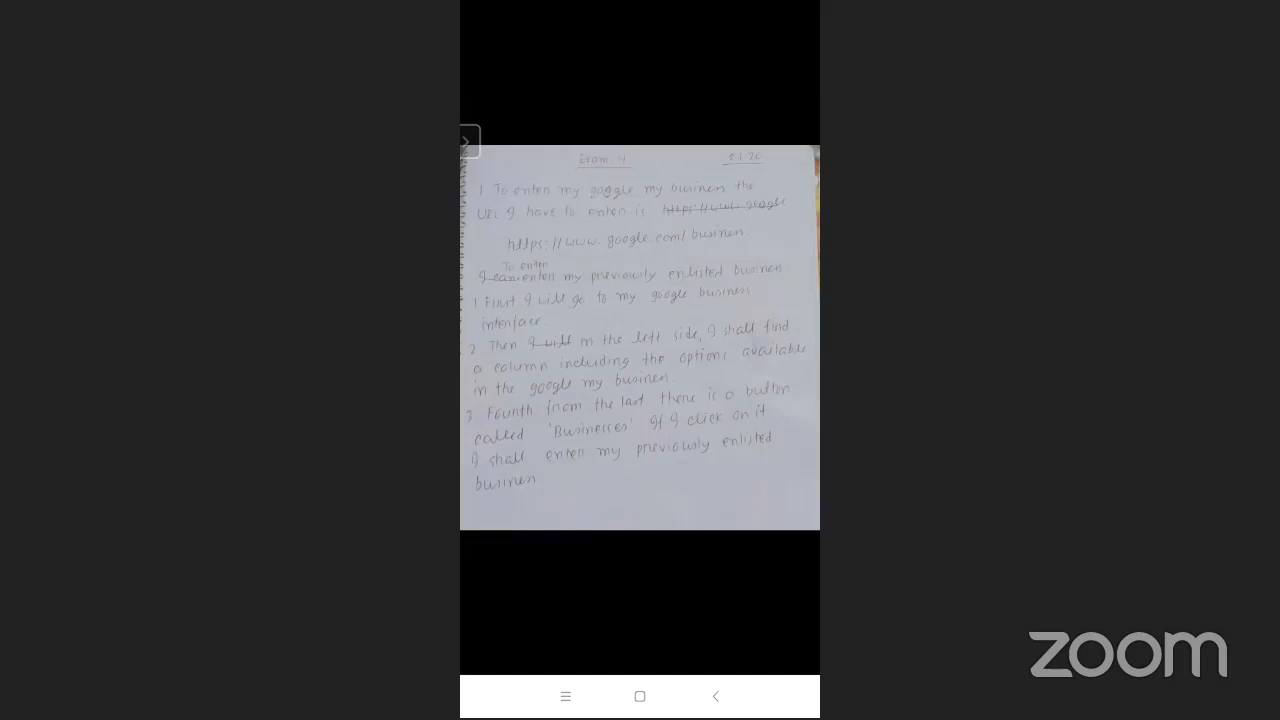 Exam-4
1 To enter my google my business the
URL I have to enter is https://www.google
https://www.google.com/business.
To enter
I can enter my previously enlisted business
1 First I will go to my google business
interface.
2 Then I will in the left side, I shall find
a column including the options available
in the google my business.
3 Fourth from the last there is a button
called 'Businesses' If I click on it
I shall enter my previously enlisted
business
zoom